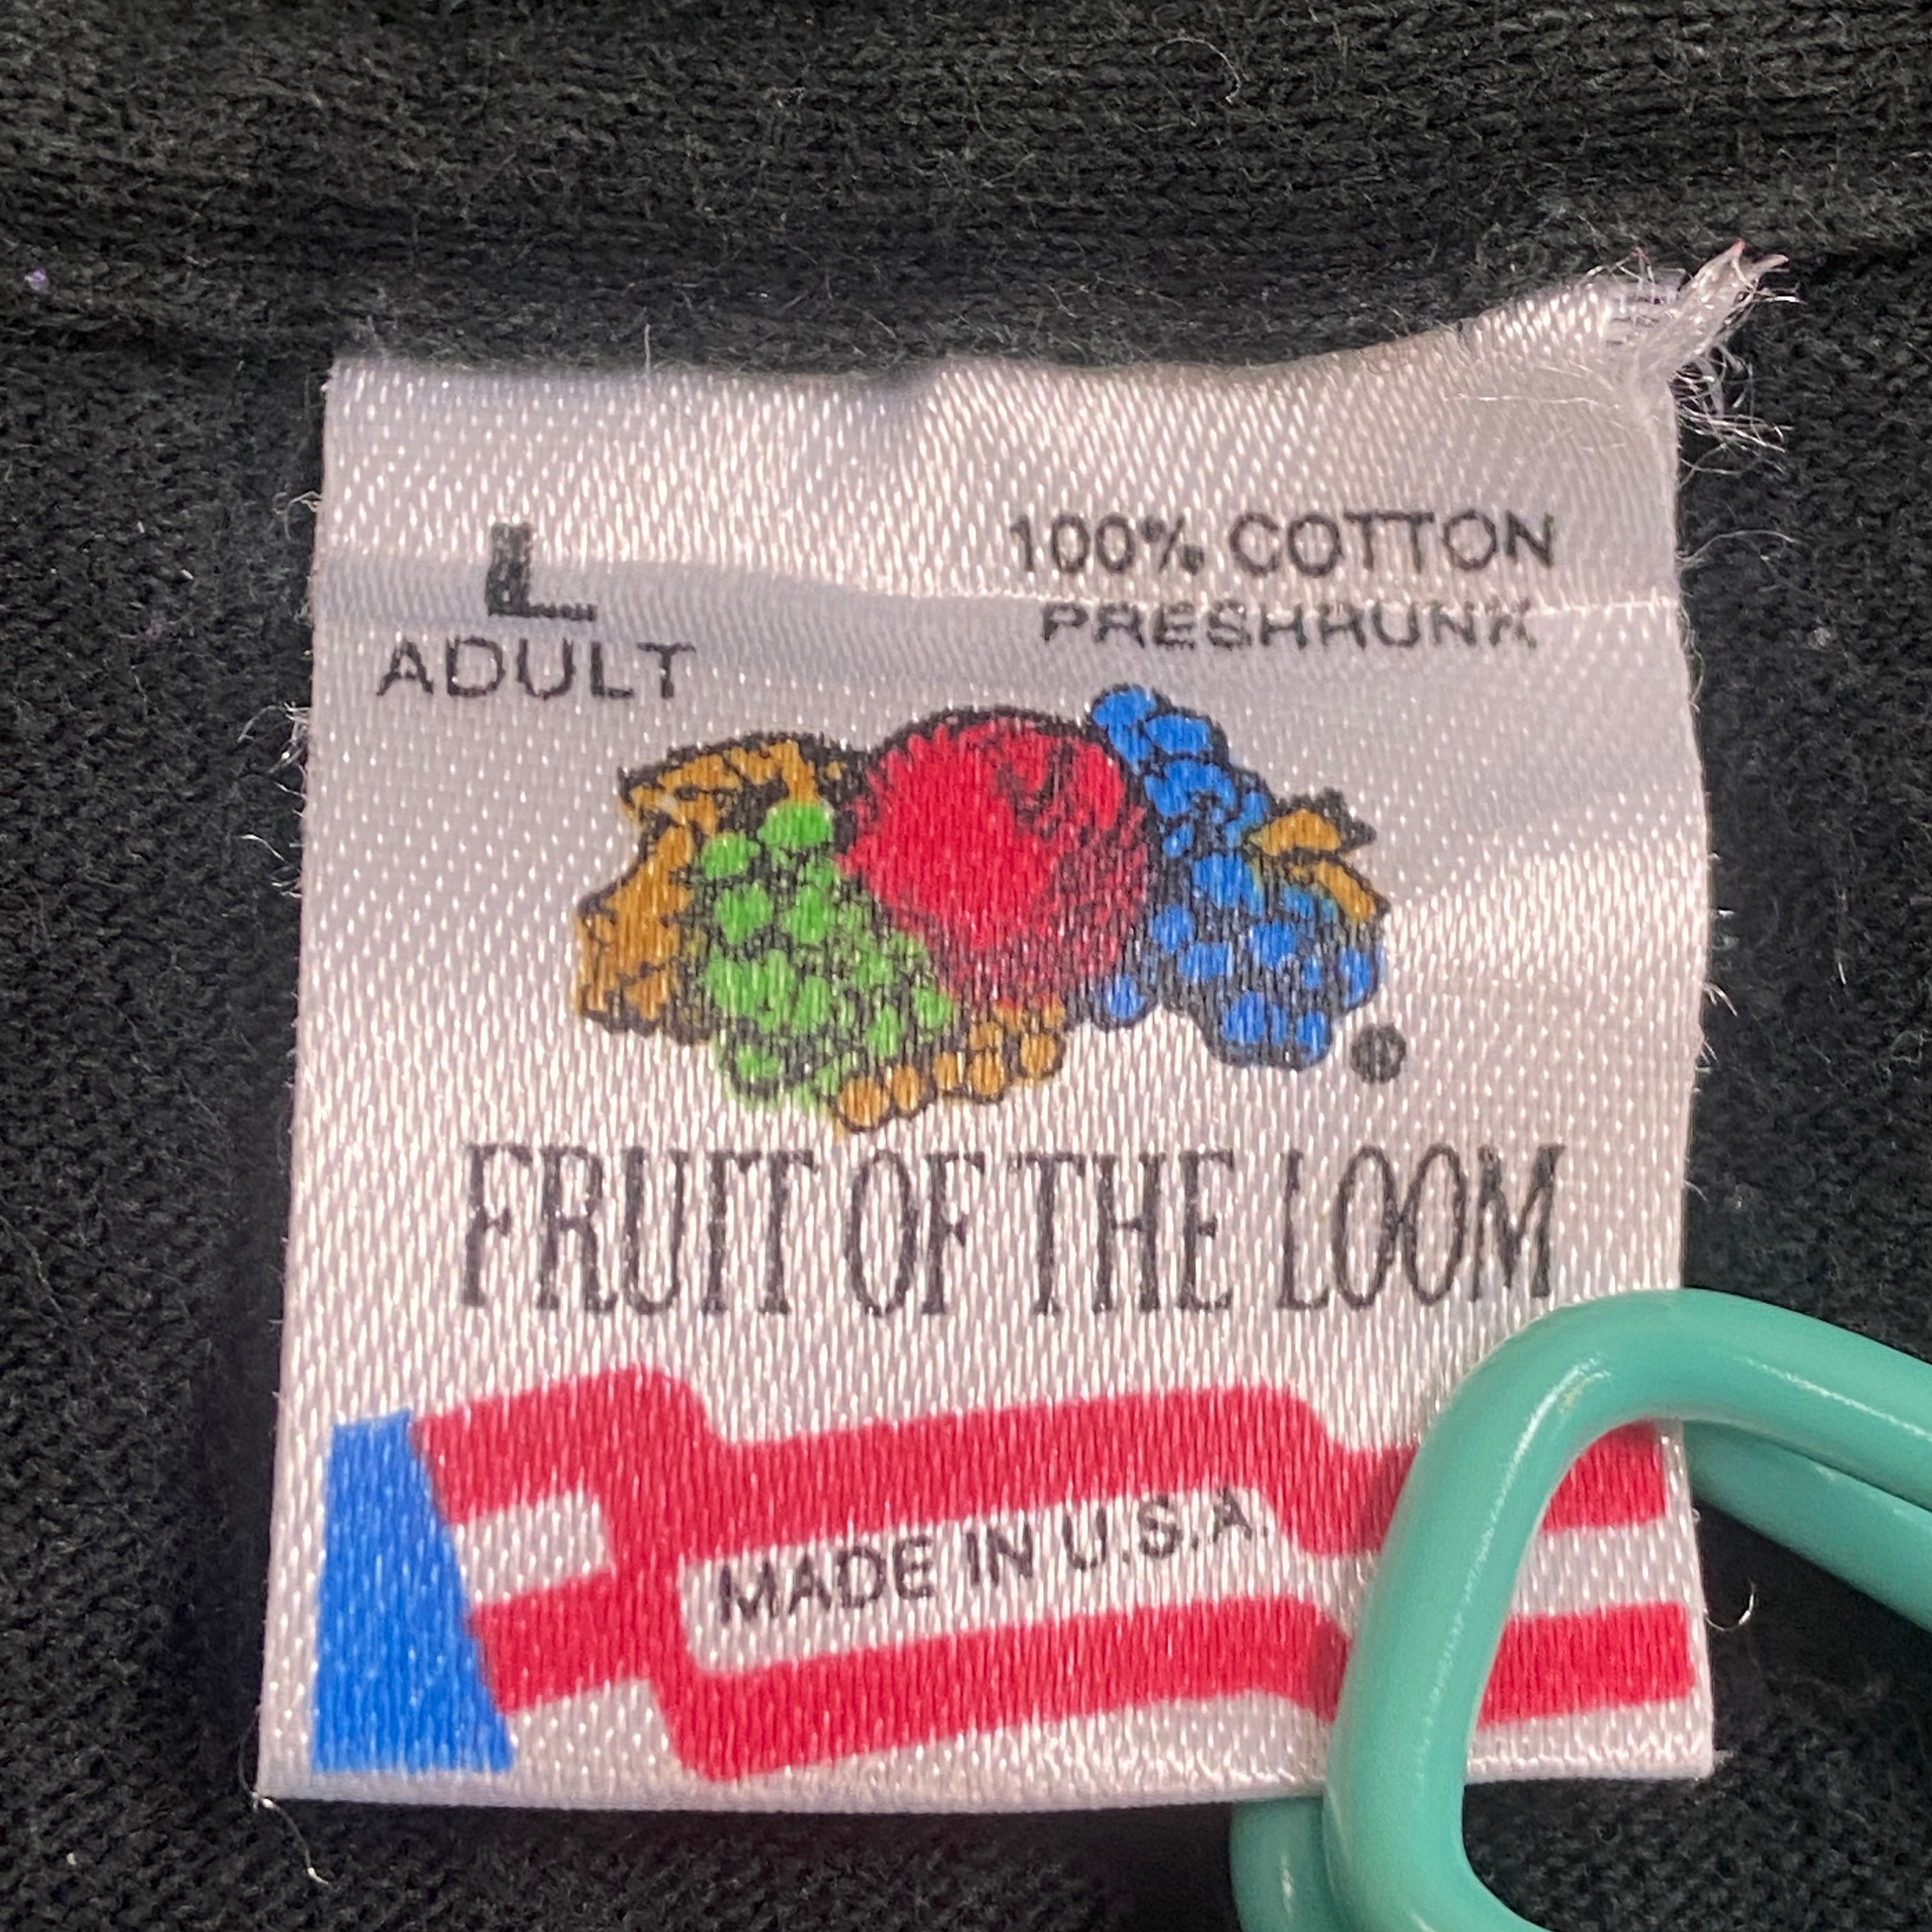 L
ADULT
100% COTTON
PRESHRUNK
®
FRUIT OF THE LOOM
MADE IN U.S.A.